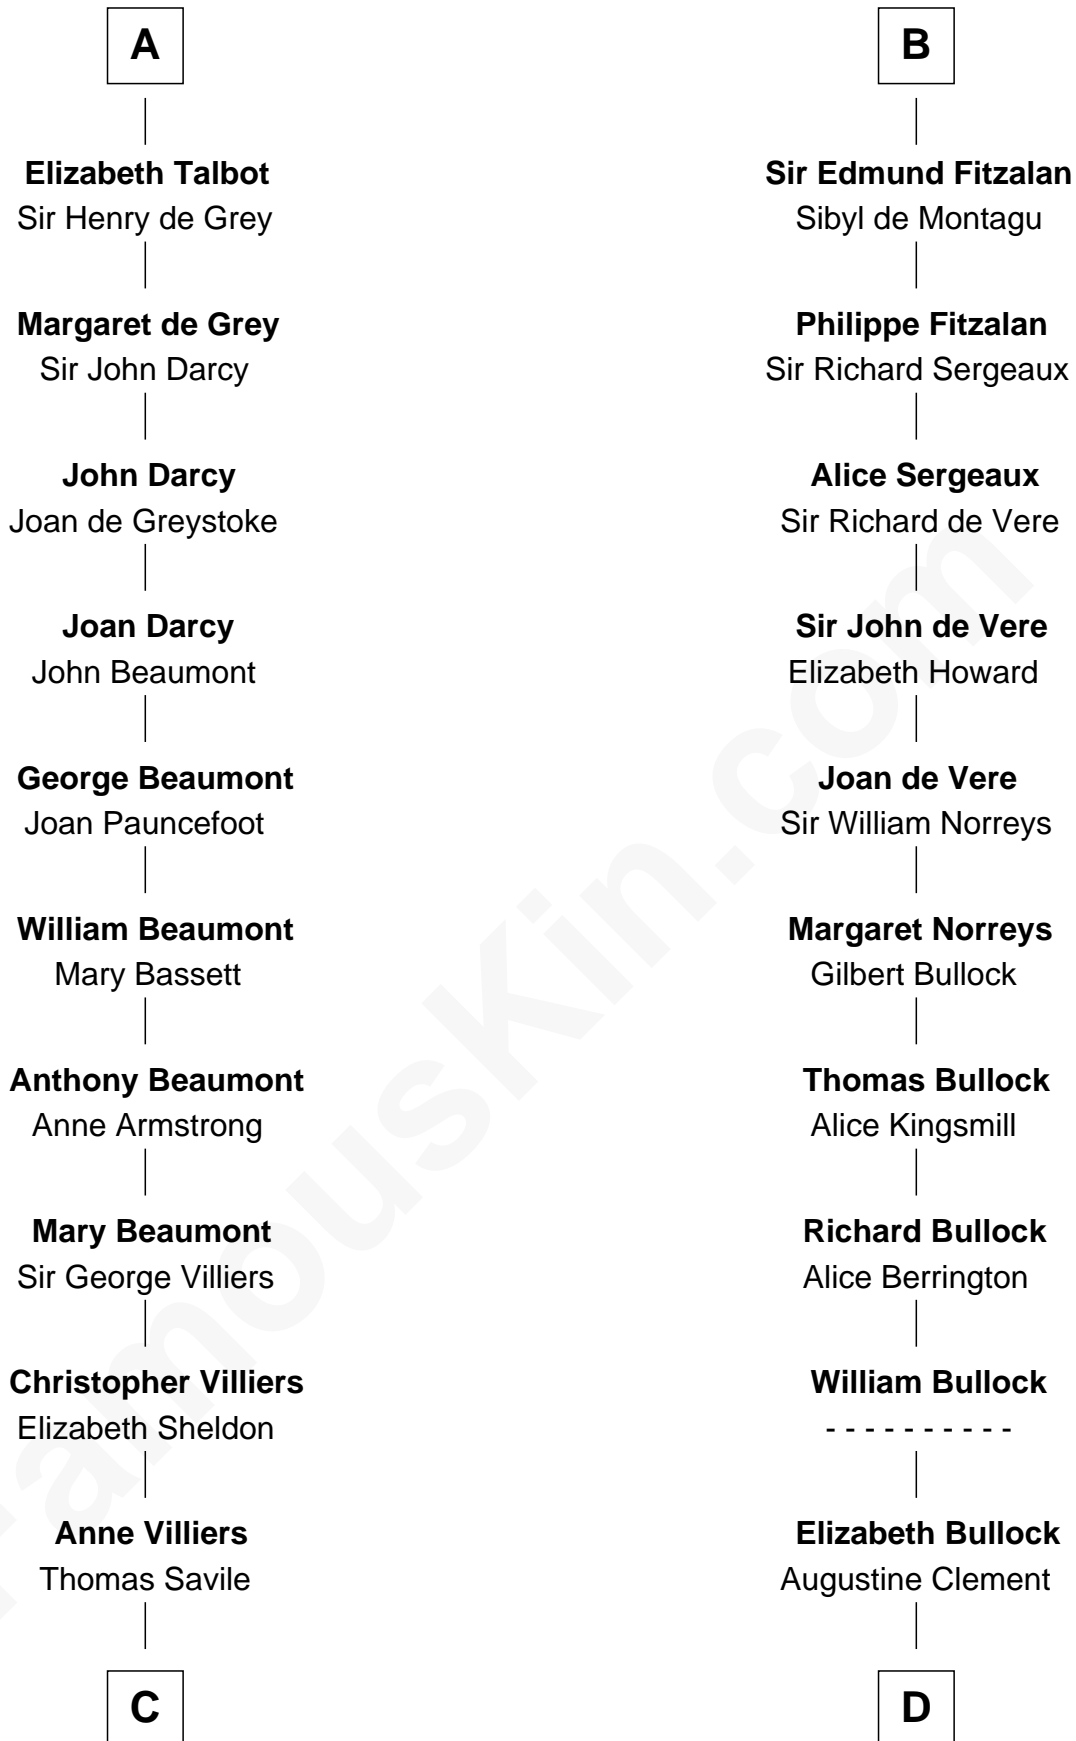 A
Elizabeth Talbot
Sir Henry de Grey
Margaret de Grey
Sir John Darcy
John Darcy
Joan de Greystoke
Joan Darcy
John Beaumont
George Beaumont
Joan Pauncefoot
William Beaumont
Mary Bassett
Anthony Beaumont
Anne Armstrong
Mary Beaumont
Sir George Villiers
Christopher Villiers
Elizabeth Sheldon
Anne Villiers
Thomas Savile
C
B
Sir Edmund Fitzalan
Sibyl de Montagu
Philippe Fitzalan
Sir Richard Sergeaux
Alice Sergeaux
Sir Richard de Vere
Sir John de Vere
Elizabeth Howard
Joan de Vere
Sir William Norreys
Margaret Norreys
Gilbert Bullock
Thomas Bullock
Alice Kingsmill
Richard Bullock
Alice Berrington
William Bullock
- - - - - - - - - -
Elizabeth Bullock
Augustine Clement
D
FamousKin.com